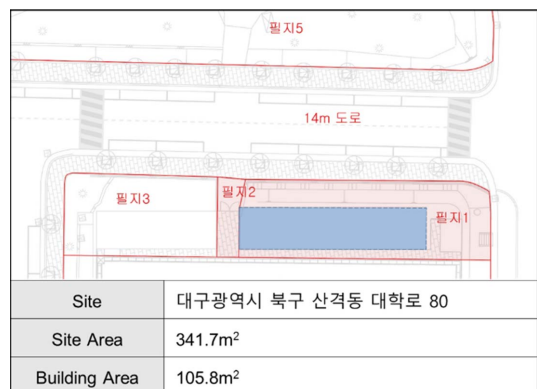 필지5
14m 도로
필지2
필지3
필지1
Site 대구광역시 북구 산격동 대학로 80
Site Area 341.7m²
Building Area 105.8m²